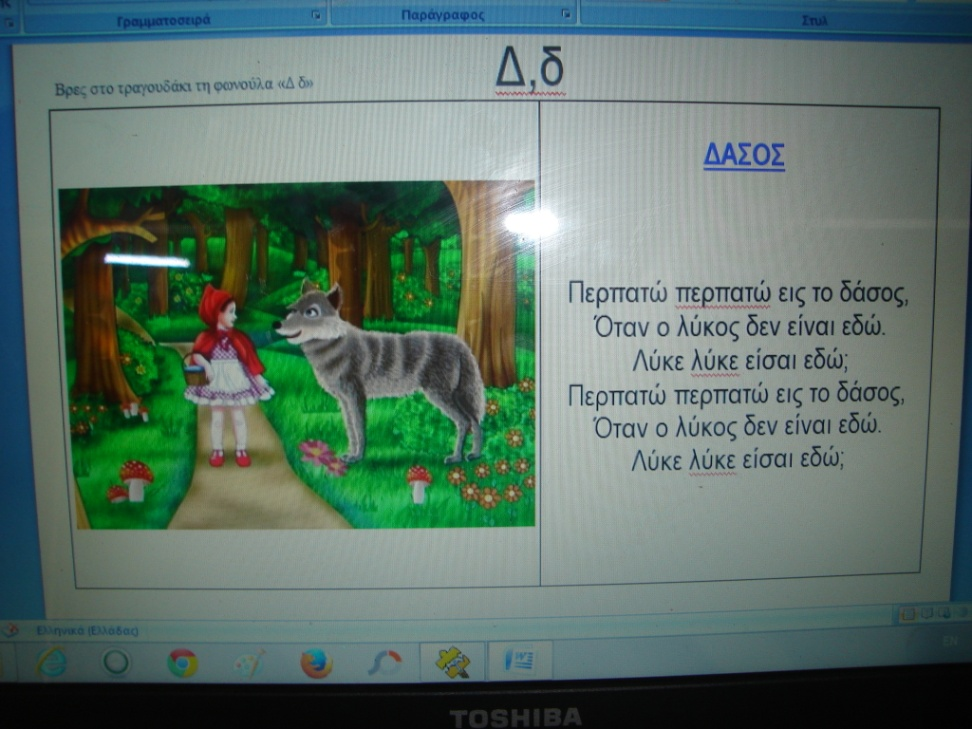 Γραμματοσειρά
Παράγραφος
Στυλ
Δ,δ
Βρες στο τραγουδάκι τη φωνούλα «Δ δ»
ΔΑΣΟΣ
Περπατώ περπατώ εις το δάσος,
Όταν ο λύκος δεν είναι εδώ.
Λύκε λύκε είσαι εδώ;
Περπατώ περπατώ εις το δάσος,
Όταν ο λύκος δεν είναι εδώ.
Λύκε λύκε είσαι εδώ;
Ελληνικά (Ελλάδας)
EN
TOSHIBA